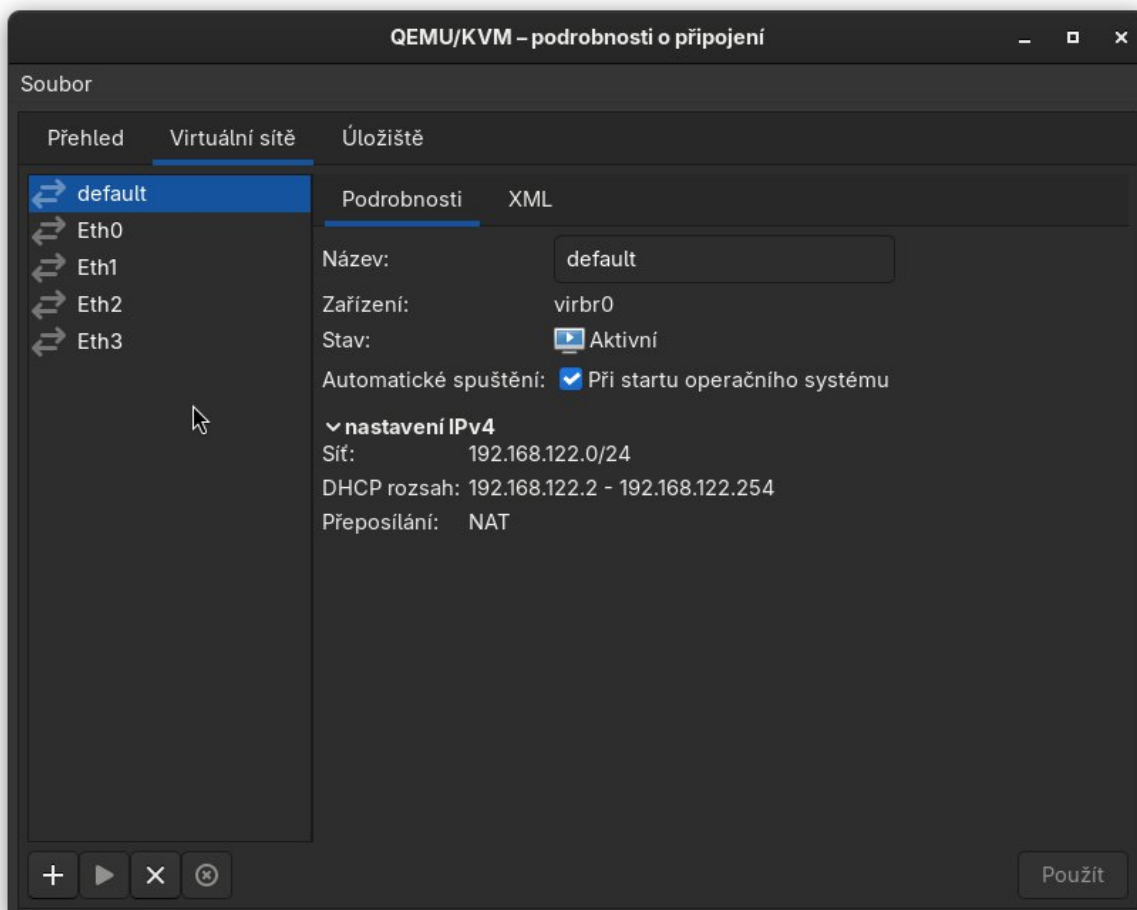 QEMU/KVM – podrobnosti o připojení
Soubor
Přehled Virtuální sítě Úložiště
default
Eth0
Eth1
Eth2
Eth3
Podrobnosti XML
Název: default
Zařízení: virbr0
Stav: Aktivní
Automatické spuštění: Při startu operačního systému
nastavení IPv4
Síť: 192.168.122.0/24
DHCP rozsah: 192.168.122.2 - 192.168.122.254
Přeposílání: NAT
Použít